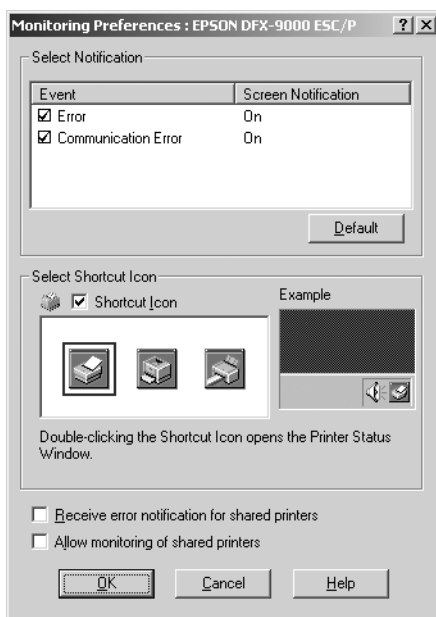 Monitoring Preferences : EPSON DFX-9000 ESC/P
Select Notification
Event Screen Notification
Error On
Communication Error On
Default
Select Shortcut Icon
Shortcut Icon Example
Double-clicking the Shortcut Icon opens the Printer Status
Window.
Receive error notification for shared printers
Allow monitoring of shared printers
OK Cancel Help